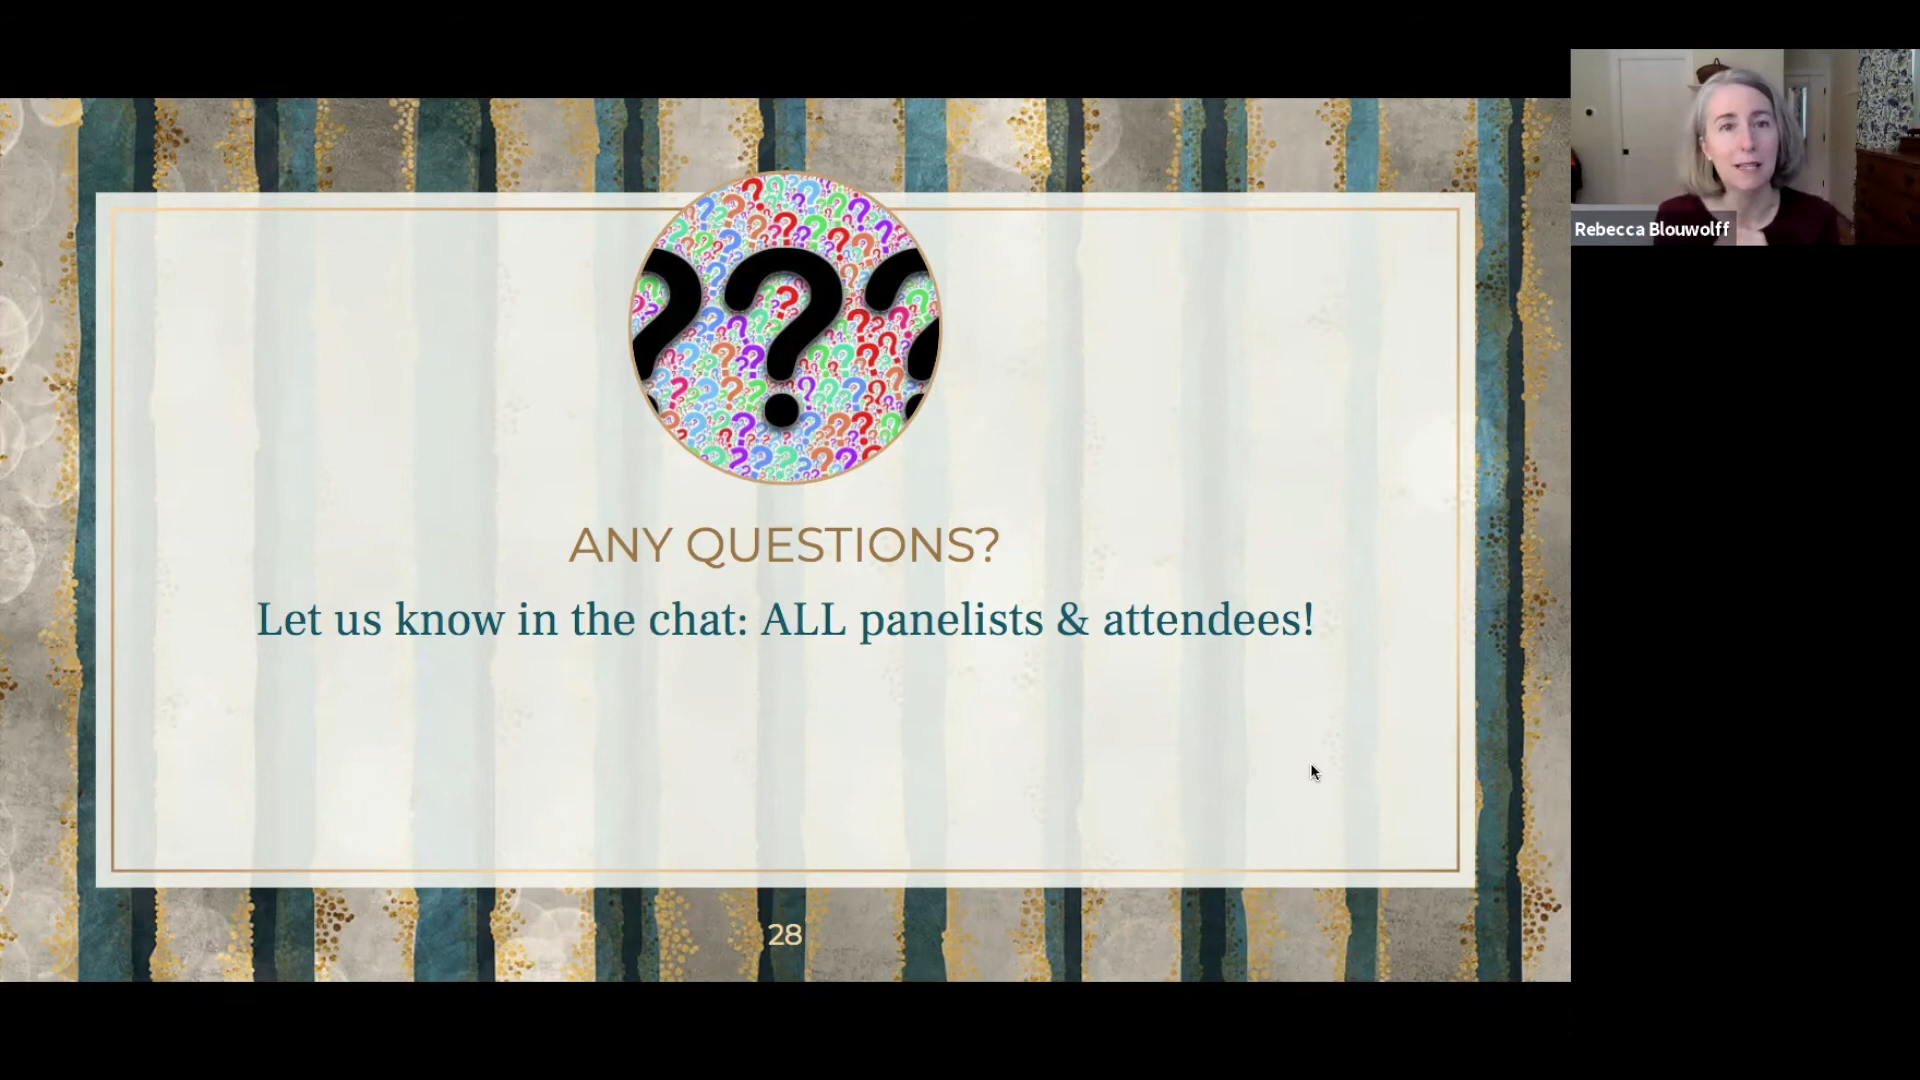 Rebecca Blouwolff
ANY QUESTIONS?
Let us know in the chat: ALL panelists & attendees!
28